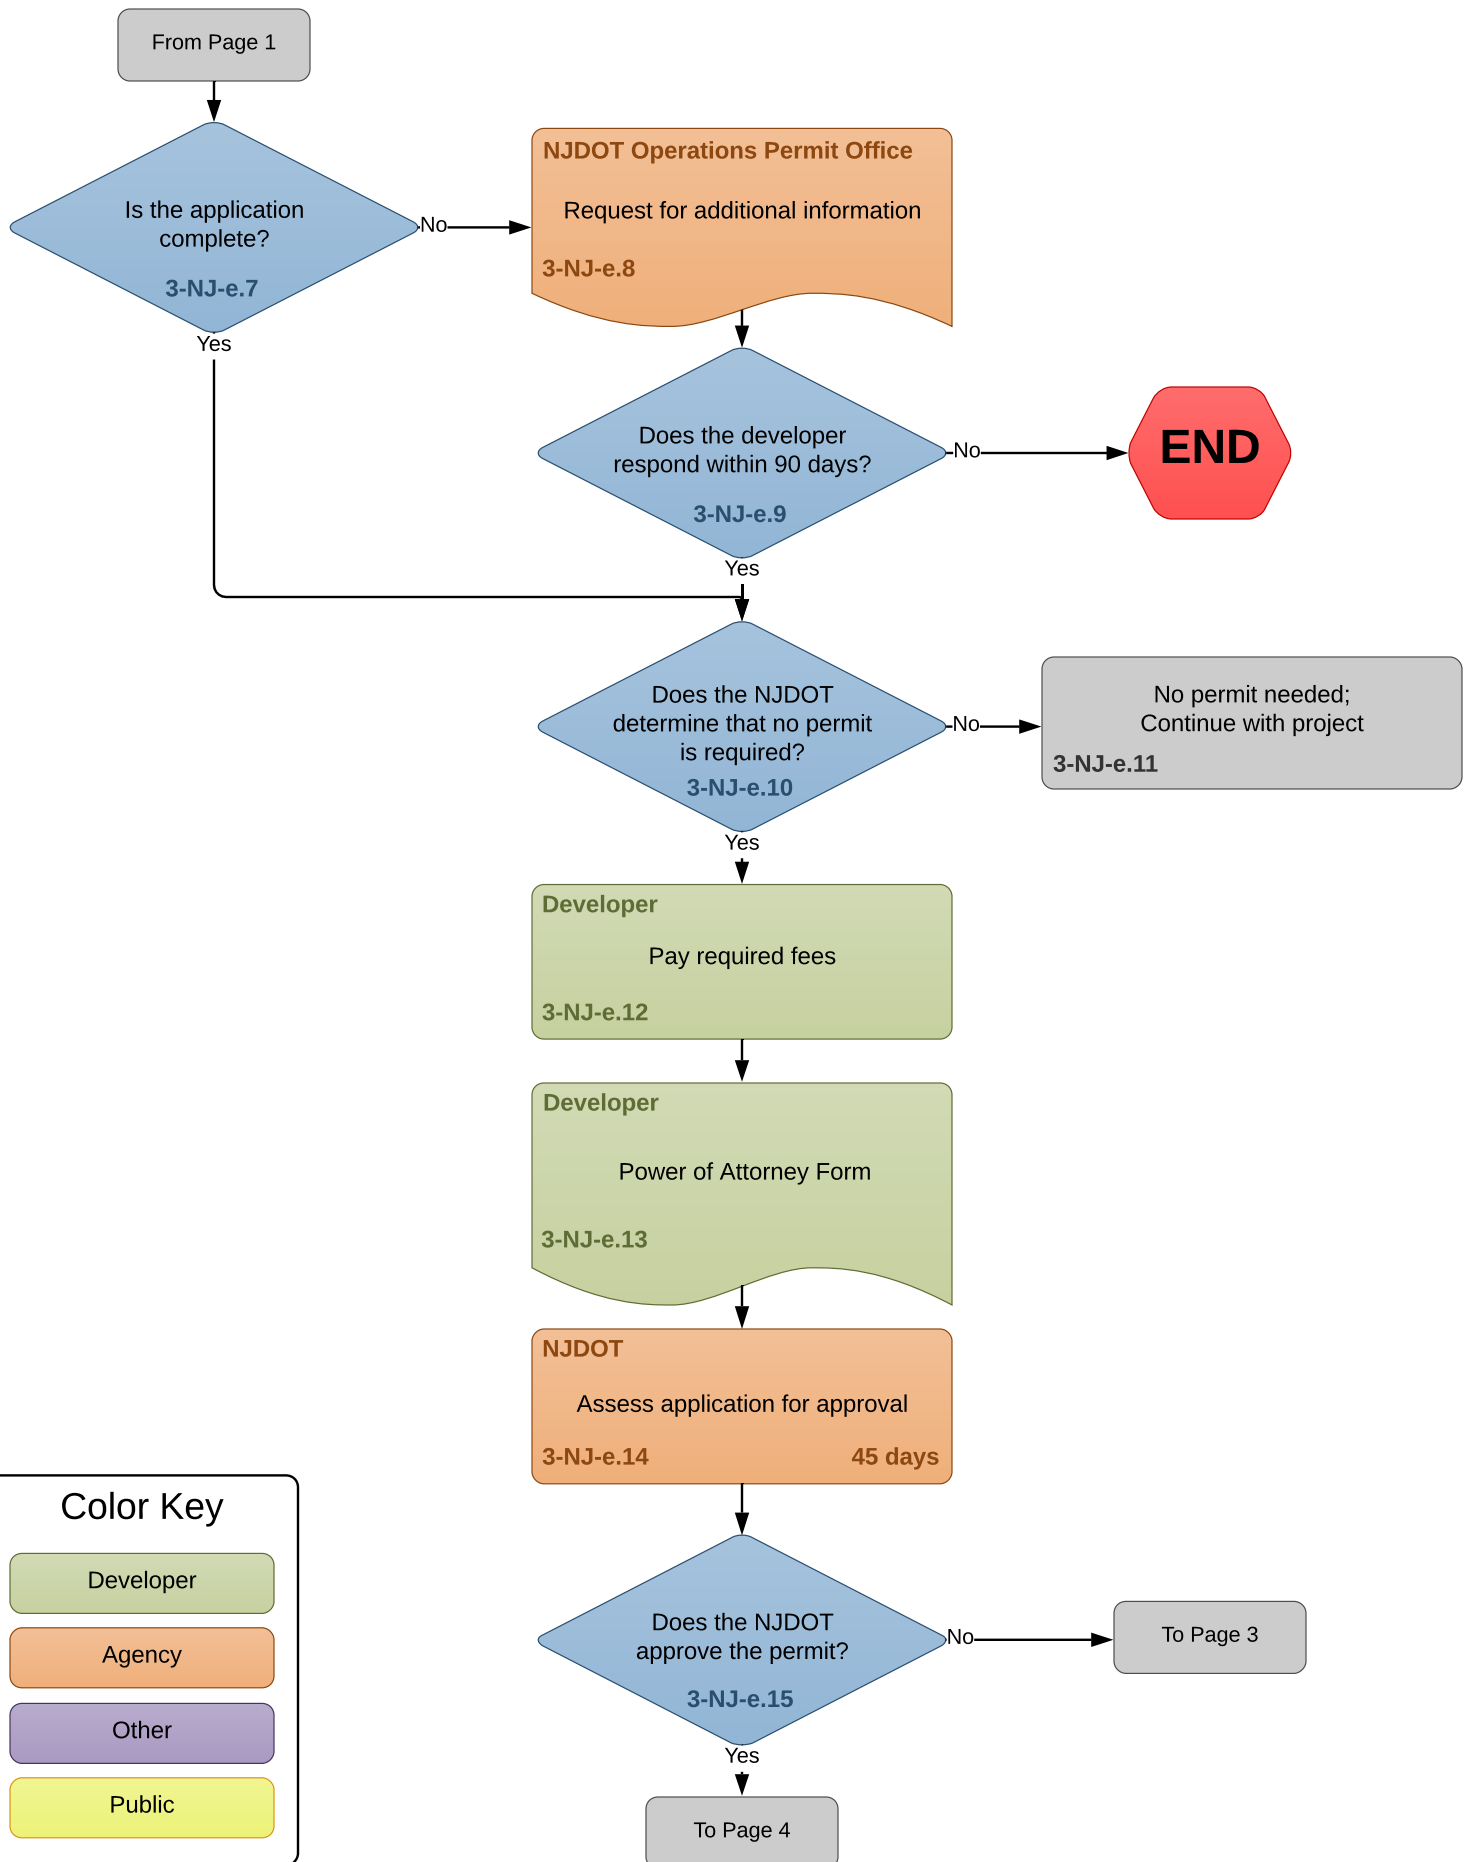 From Page 1
Is the application
complete?
3-NJ-e.7
No
Yes
NJDOT Operations Permit Office
Request for additional information
3-NJ-e.8
Does the developer
respond within 90 days?
3-NJ-e.9
No
END
Yes
Does the NJDOT
determine that no permit
is required?
3-NJ-e.10
No
No permit needed;
Continue with project
3-NJ-e.11
Yes
Developer
Pay required fees
3-NJ-e.12
Developer
Power of Attorney Form
3-NJ-e.13
NJDOT
Assess application for approval
3-NJ-e.14 45 days
Does the NJDOT
approve the permit?
3-NJ-e.15
No
To Page 3
Yes
To Page 4
Color Key
Developer
Agency
Other
Public